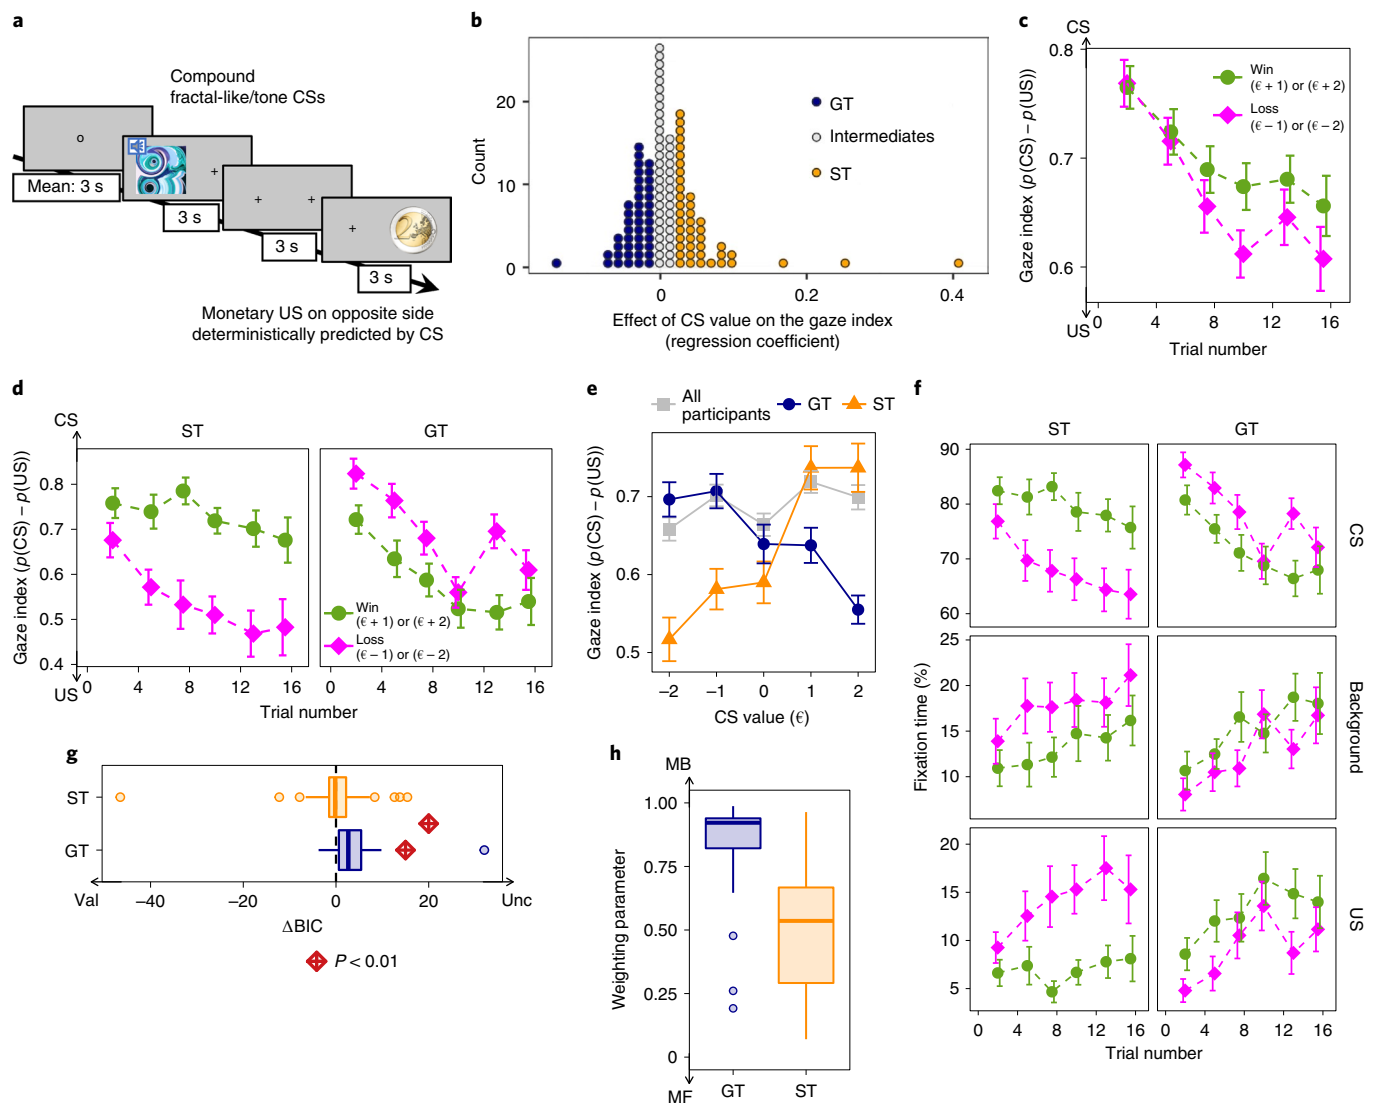 a
Compound
fractal-like/tone CSs
Mean: 3 s
3 s
3 s
3 s
2
Monetary US on opposite side
deterministically predicted by CS
b
Count
20
10
0
GT
Intermediates
ST
0
0.2
0.4
Effect of CS value on the gaze index
(regression coefficient)
c
CS
Gaze index (p(CS) – p(US))
0.8
0.7
0.6
Win
(€ + 1) or (€ + 2)
Loss
(€ – 1) or (€ – 2)
US
0
4
8
12
16
Trial number
d
CS
ST
GT
Gaze index (p(CS) – p(US))
0.8
0.7
0.6
0.5
0.4
Win
(€ + 1) or (€ + 2)
Loss
(€ – 1) or (€ – 2)
US
0
4
8
12
16
0
4
8
12
16
Trial number
e
All
participants
GT
ST
Gaze index (p(CS) – p(US))
0.7
0.6
0.5
–2
–1
0
1
2
CS value (€)
f
ST
GT
Fixation time (%)
90
80
70
60
CS
25
20
15
10
Background
20
15
10
5
US
0
4
8
12
16
0
4
8
12
16
Trial number
g
ST
GT
Val
–40
–20
0
20
Unc
ΔBIC
P < 0.01
h
MB
Weighting parameter
1.00
0.75
0.50
0.25
0
MF
GT
ST